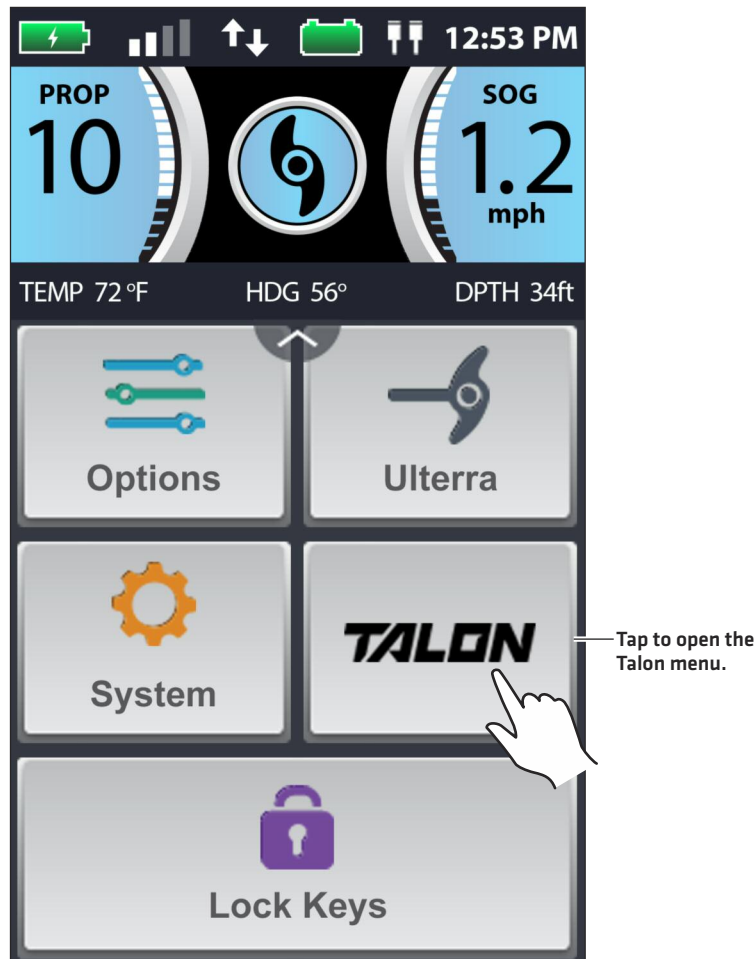 12:53 PM
PROP
SOG
10
1.2
mph
TEMP 72 °F HDG 56° DPTH 34ft
Options
Ulterra
TALON
Tap to open the
Talon menu.
System
Lock Keys